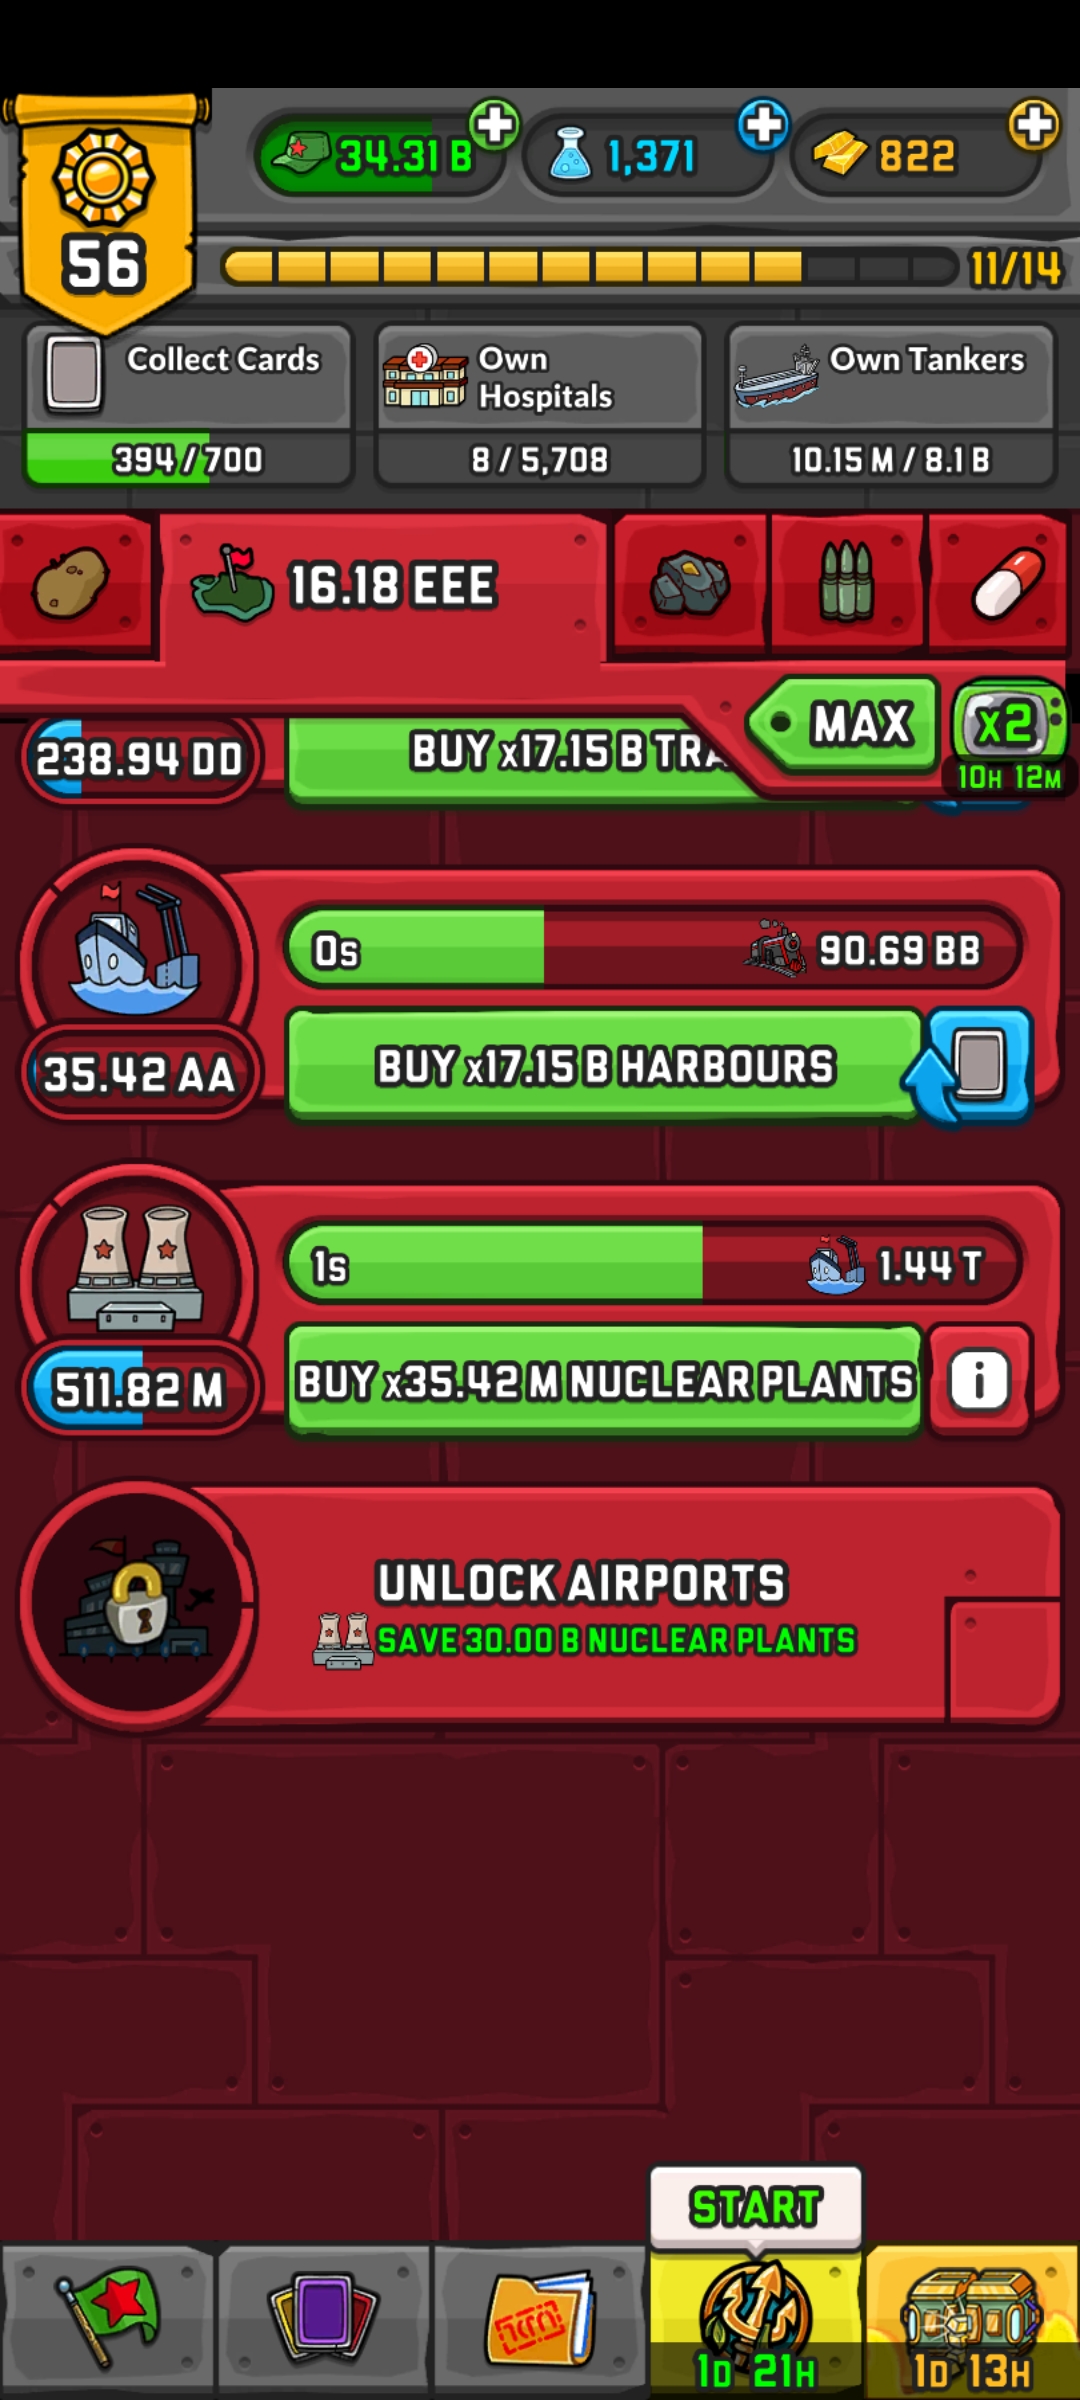 34.31 B
1,371
822
56
11/14
Collect Cards
394/700
Own
Hospitals
8/5,708
Own Tankers
10.15 M/8.1 B
16.18 EEE
MAX
x2
10H 12M
238.94 DD
BUY x17.15 B
0s
90.69 BB
35.42 AA
BUY x17.15 B HARBOURS
1s
1.44 T
511.82 M
BUY x35.42 M NUCLEAR PLANTS
i
UNLOCK AIRPORTS
SAVE 30.00 B NUCLEAR PLANTS
START
1D 21H
1D 13H